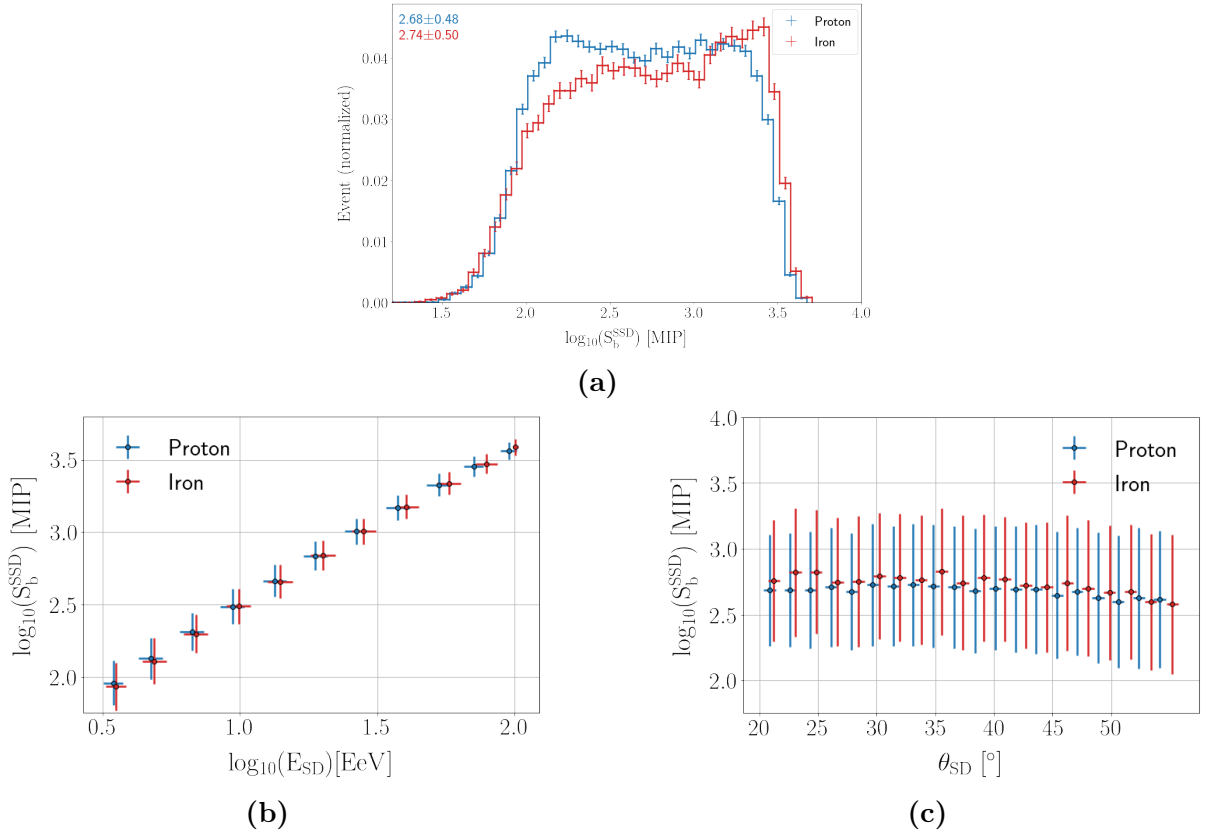 2.68±0.48
2.74±0.50
Proton
Iron
Event (normalized)
0.04
0.03
0.02
0.01
0.00
1.5
2.0
2.5
3.0
3.5
4.0
log₁₀(S_b^SSD) [MIP]
(a)
Proton
Iron
log₁₀(S_b^SSD) [MIP]
3.5
3.0
2.5
2.0
0.5
1.0
1.5
2.0
log₁₀(E_SD)[EeV]
(b)
Proton
Iron
log₁₀(S_b^SSD) [MIP]
4.0
3.5
3.0
2.5
2.0
20
25
30
35
40
45
50
θ_SD [°]
(c)